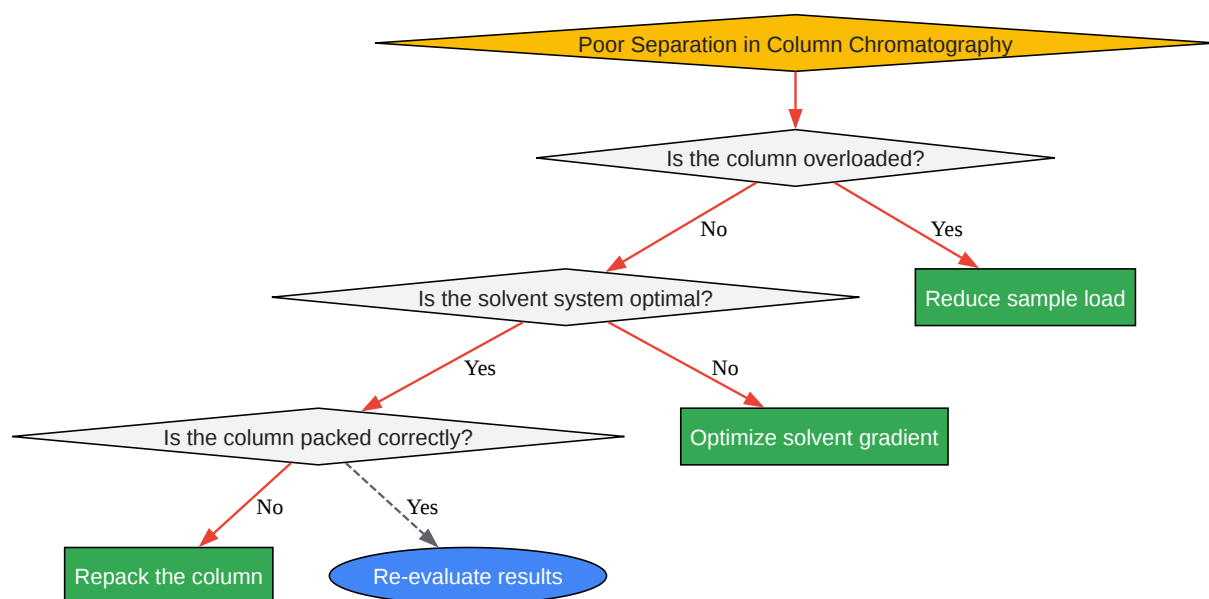 Poor Separation in Column Chromatography
Is the column overloaded?
No
Yes
Is the solvent system optimal?
Reduce sample load
Yes
No
Is the column packed correctly?
Optimize solvent gradient
No
Yes
Repack the column
Re-evaluate results